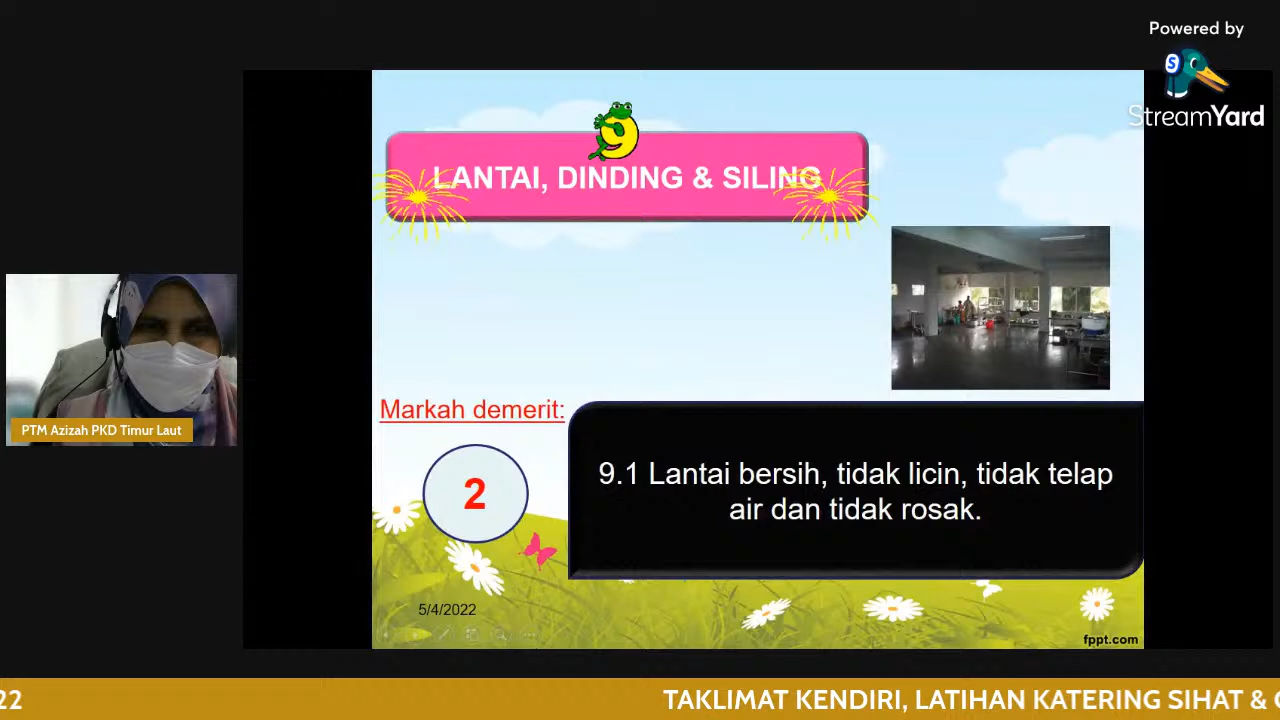 Powered by
StreamYard
9
LANTAI, DINDING & SILING
Markah demerit:
2
9.1 Lantai bersih, tidak licin, tidak telap
air dan tidak rosak.
PTM Azizah PKD Timur Laut
5/4/2022
fppt.com
22
TAKLIMAT KENDIRI, LATIHAN KATERING SIHAT &